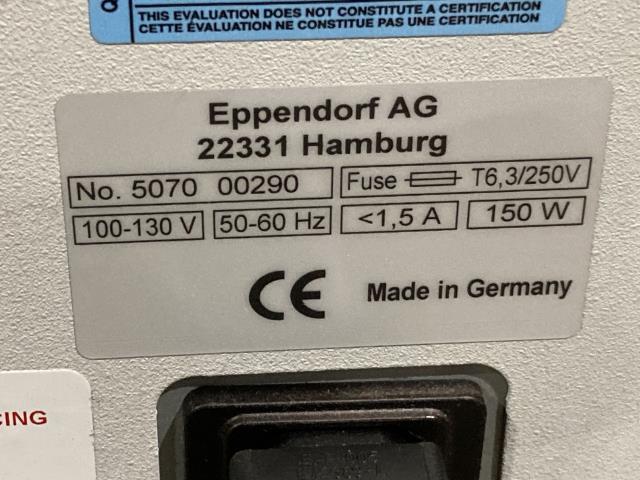 THIS EVALUATION DOES NOT CONSTITUTE A CERTIFICATION
CETTE ÉVALUATION NE CONSTITUE PAS UNE CERTIFICATION
Eppendorf AG
22331 Hamburg
No. 5070 00290 Fuse T6,3/250V
100-130 V 50-60 Hz <1,5 A 150 W
CE Made in Germany